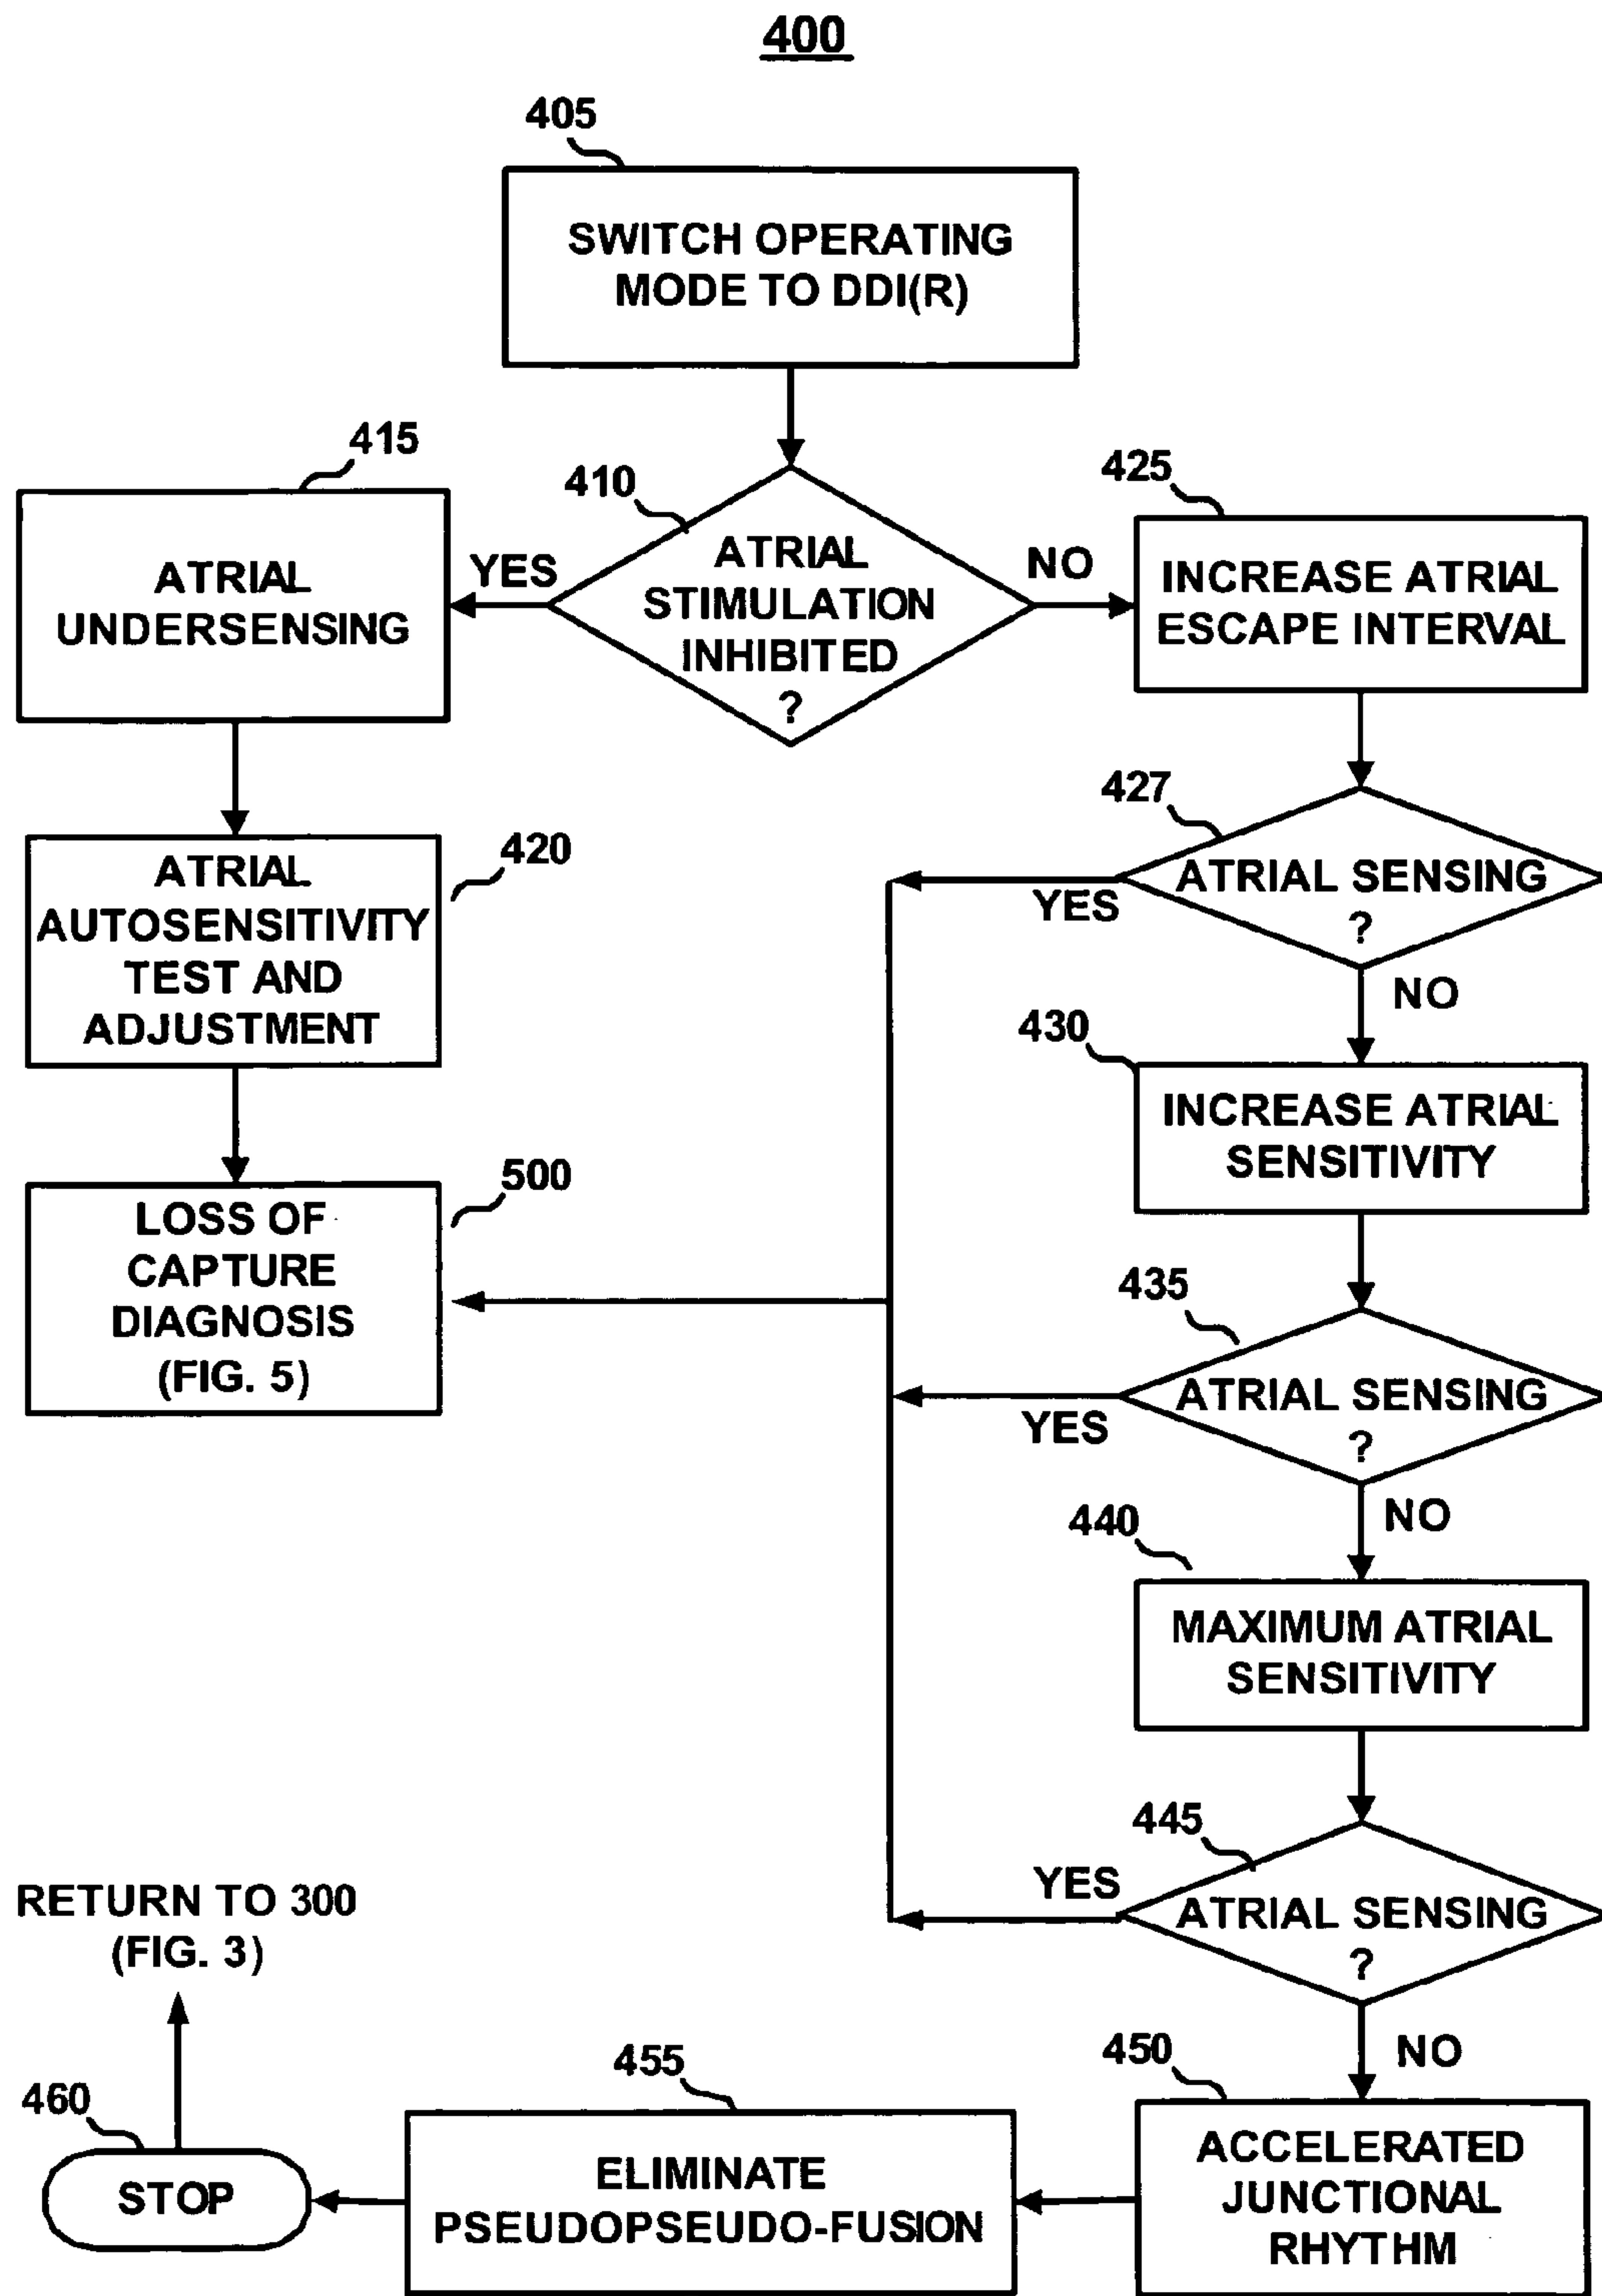 400
405
SWITCH OPERATING
MODE TO DDI(R)
415
410
425
ATRIAL
UNDERSENSING
YES
ATRIAL
STIMULATION
INHIBITED
?
NO
INCREASE ATRIAL
ESCAPE INTERVAL
427
ATRIAL SENSING
?
YES
NO
420
ATRIAL
AUTOSENSITIVITY
TEST AND
ADJUSTMENT
430
INCREASE ATRIAL
SENSITIVITY
500
LOSS OF
CAPTURE
DIAGNOSIS
(FIG. 5)
435
ATRIAL SENSING
?
YES
NO
440
MAXIMUM ATRIAL
SENSITIVITY
445
YES
ATRIAL SENSING
?
NO
RETURN TO 300
(FIG. 3)
460
STOP
455
ELIMINATE
PSEUDOPSEUDO-FUSION
450
ACCELERATED
JUNCTIONAL
RHYTHM